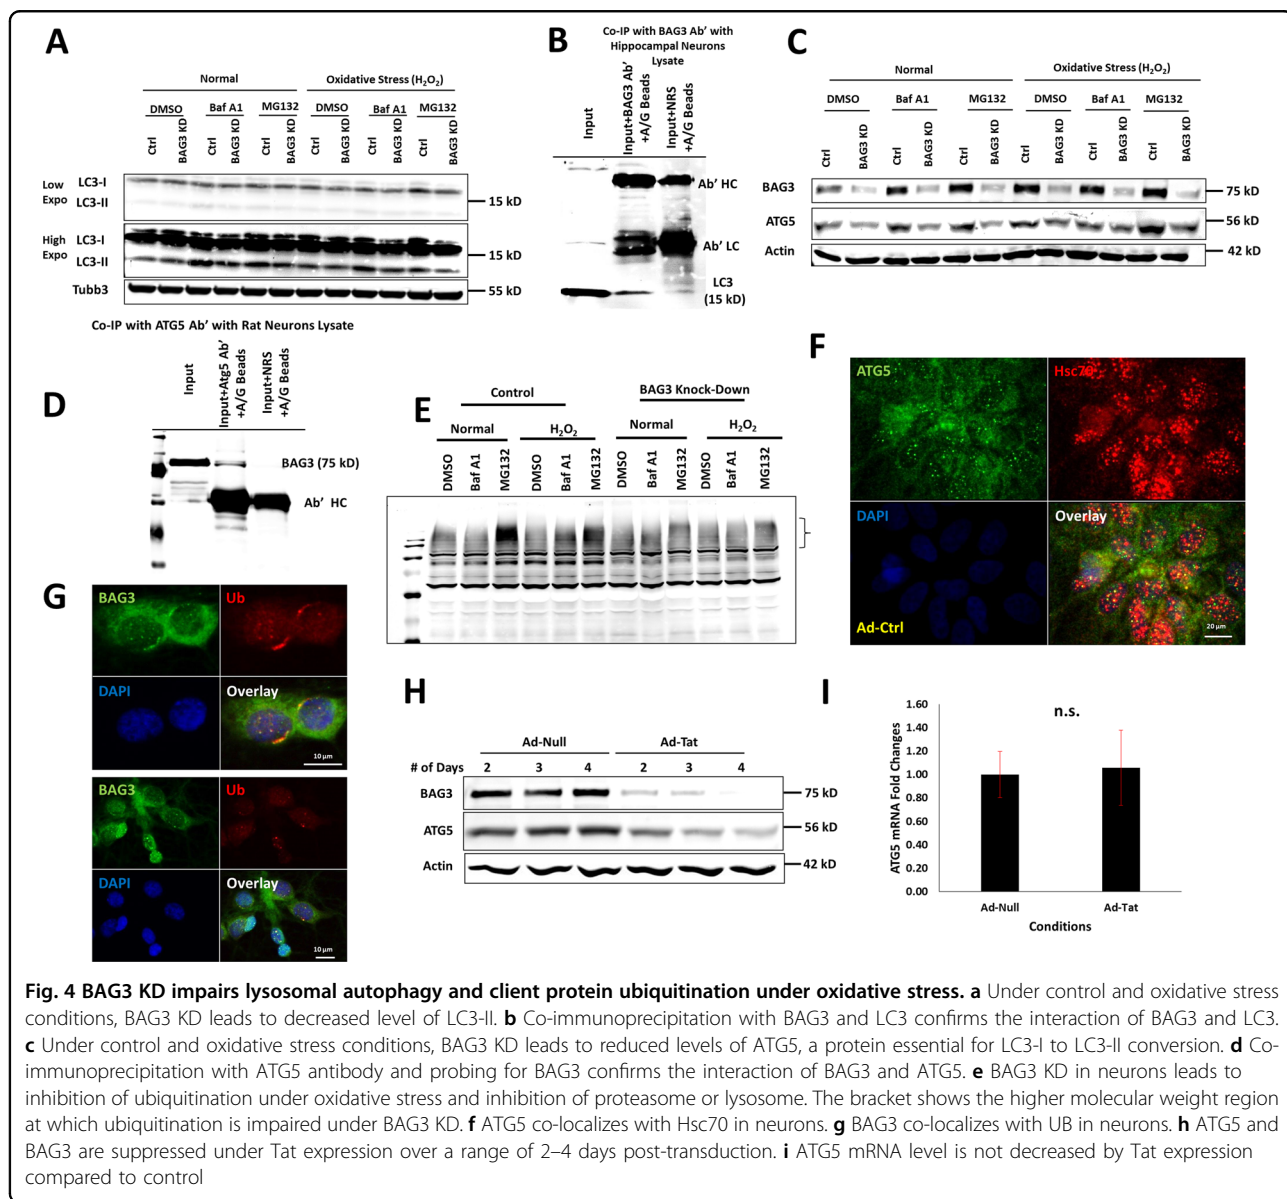 A
Normal
Oxidative Stress (H₂O₂)
DMSO
Baf A1
MG132
DMSO
Baf A1
MG132
Ctrl
BAG3 KD
Ctrl
BAG3 KD
Ctrl
BAG3 KD
Ctrl
BAG3 KD
Ctrl
BAG3 KD
Ctrl
BAG3 KD
Low Expo
LC3-I
LC3-II
15 kD
High Expo
LC3-I
LC3-II
15 kD
Tubb3
55 kD
B
Co-IP with BAG3 Ab' with
Hippocampal Neurons
Lysate
Input
Input+BAG3 Ab'
+A/G Beads
Input+NRS
+A/G Beads
Ab' HC
Ab' LC
LC3
(15 kD)
C
Normal
Oxidative Stress (H₂O₂)
DMSO
Baf A1
MG132
DMSO
Baf A1
MG132
Ctrl
BAG3 KD
Ctrl
BAG3 KD
Ctrl
BAG3 KD
Ctrl
BAG3 KD
Ctrl
BAG3 KD
Ctrl
BAG3 KD
BAG3
75 kD
ATG5
56 kD
Actin
42 kD
Co-IP with ATG5 Ab' with Rat Neurons Lysate
D
Input
Input+Atg5 Ab'
+A/G Beads
Input+NRS
+A/G Beads
BAG3 (75 kD)
Ab' HC
E
Control
BAG3 Knock-Down
Normal
H₂O₂
Normal
H₂O₂
DMSO
Baf A1
MG132
DMSO
Baf A1
MG132
DMSO
Baf A1
MG132
DMSO
Baf A1
MG132
F
ATG5
Hsc70
DAPI
Overlay
Ad-Ctrl
20 µm
G
BAG3
Ub
DAPI
Overlay
10 µm
BAG3
Ub
DAPI
Overlay
10 µm
H
Ad-Null
Ad-Tat
# of Days
2
3
4
2
3
4
BAG3
75 kD
ATG5
56 kD
Actin
42 kD
I
n.s.
ATG5 mRNA Fold Changes
1.60
1.40
1.20
1.00
0.80
0.60
0.40
0.20
0.00
Ad-Null
Ad-Tat
Conditions
Fig. 4 BAG3 KD impairs lysosomal autophagy and client protein ubiquitination under oxidative stress. a Under control and oxidative stress
conditions, BAG3 KD leads to decreased level of LC3-II. b Co-immunoprecipitation with BAG3 and LC3 confirms the interaction of BAG3 and LC3.
c Under control and oxidative stress conditions, BAG3 KD leads to reduced levels of ATG5, a protein essential for LC3-I to LC3-II conversion. d Co-
immunoprecipitation with ATG5 antibody and probing for BAG3 confirms the interaction of BAG3 and ATG5. e BAG3 KD in neurons leads to
inhibition of ubiquitination under oxidative stress and inhibition of proteasome or lysosome. The bracket shows the higher molecular weight region
at which ubiquitination is impaired under BAG3 KD. f ATG5 co-localizes with Hsc70 in neurons. g BAG3 co-localizes with UB in neurons. h ATG5 and
BAG3 are suppressed under Tat expression over a range of 2–4 days post-transduction. i ATG5 mRNA level is not decreased by Tat expression
compared to control